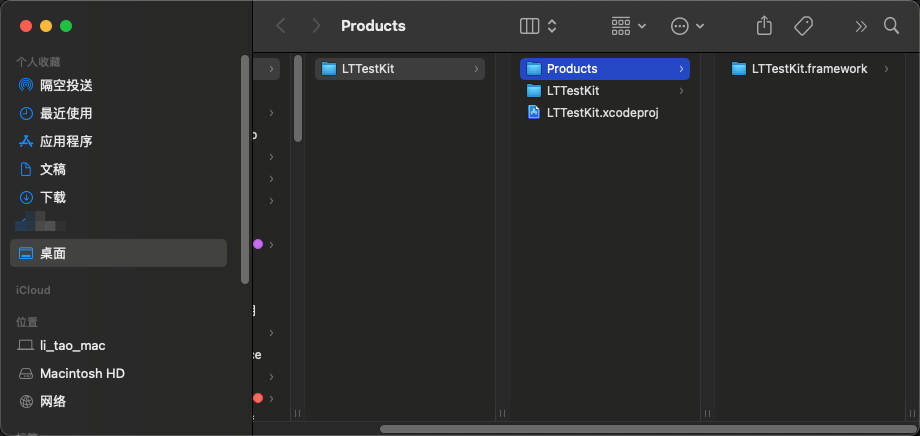 Products
个人收藏
隔空投送
最近使用
应用程序
文稿
下载
桌面
iCloud
位置
li_tao_mac
Macintosh HD
网络
LTTestKit
Products
LTTestKit
LTTestKit.xcodeproj
LTTestKit.framework